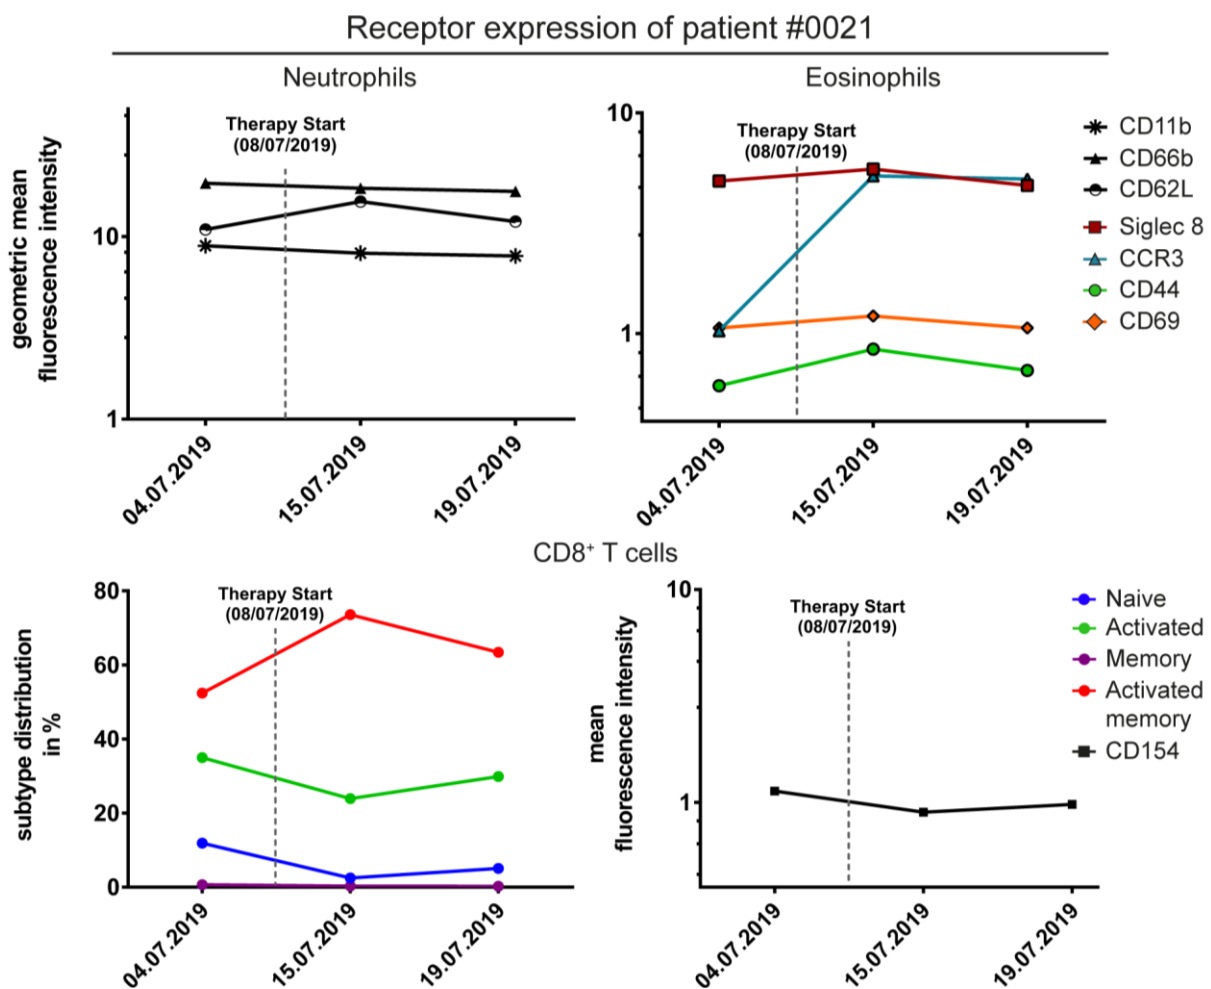 Receptor expression of patient #0021
Neutrophils
geometric mean
fluorescence intensity
10
1
Therapy Start
(08/07/2019)
04.07.2019
15.07.2019
19.07.2019
Eosinophils
10
1
Therapy Start
(08/07/2019)
04.07.2019
15.07.2019
19.07.2019
CD11b
CD66b
CD62L
Siglec 8
CCR3
CD44
CD69
CD8⁺ T cells
subtype distribution
in %
80
60
40
20
0
Therapy Start
(08/07/2019)
04.07.2019
15.07.2019
19.07.2019
mean
fluorescence intensity
10
1
Therapy Start
(08/07/2019)
04.07.2019
15.07.2019
19.07.2019
Naive
Activated
Memory
Activated
memory
CD154